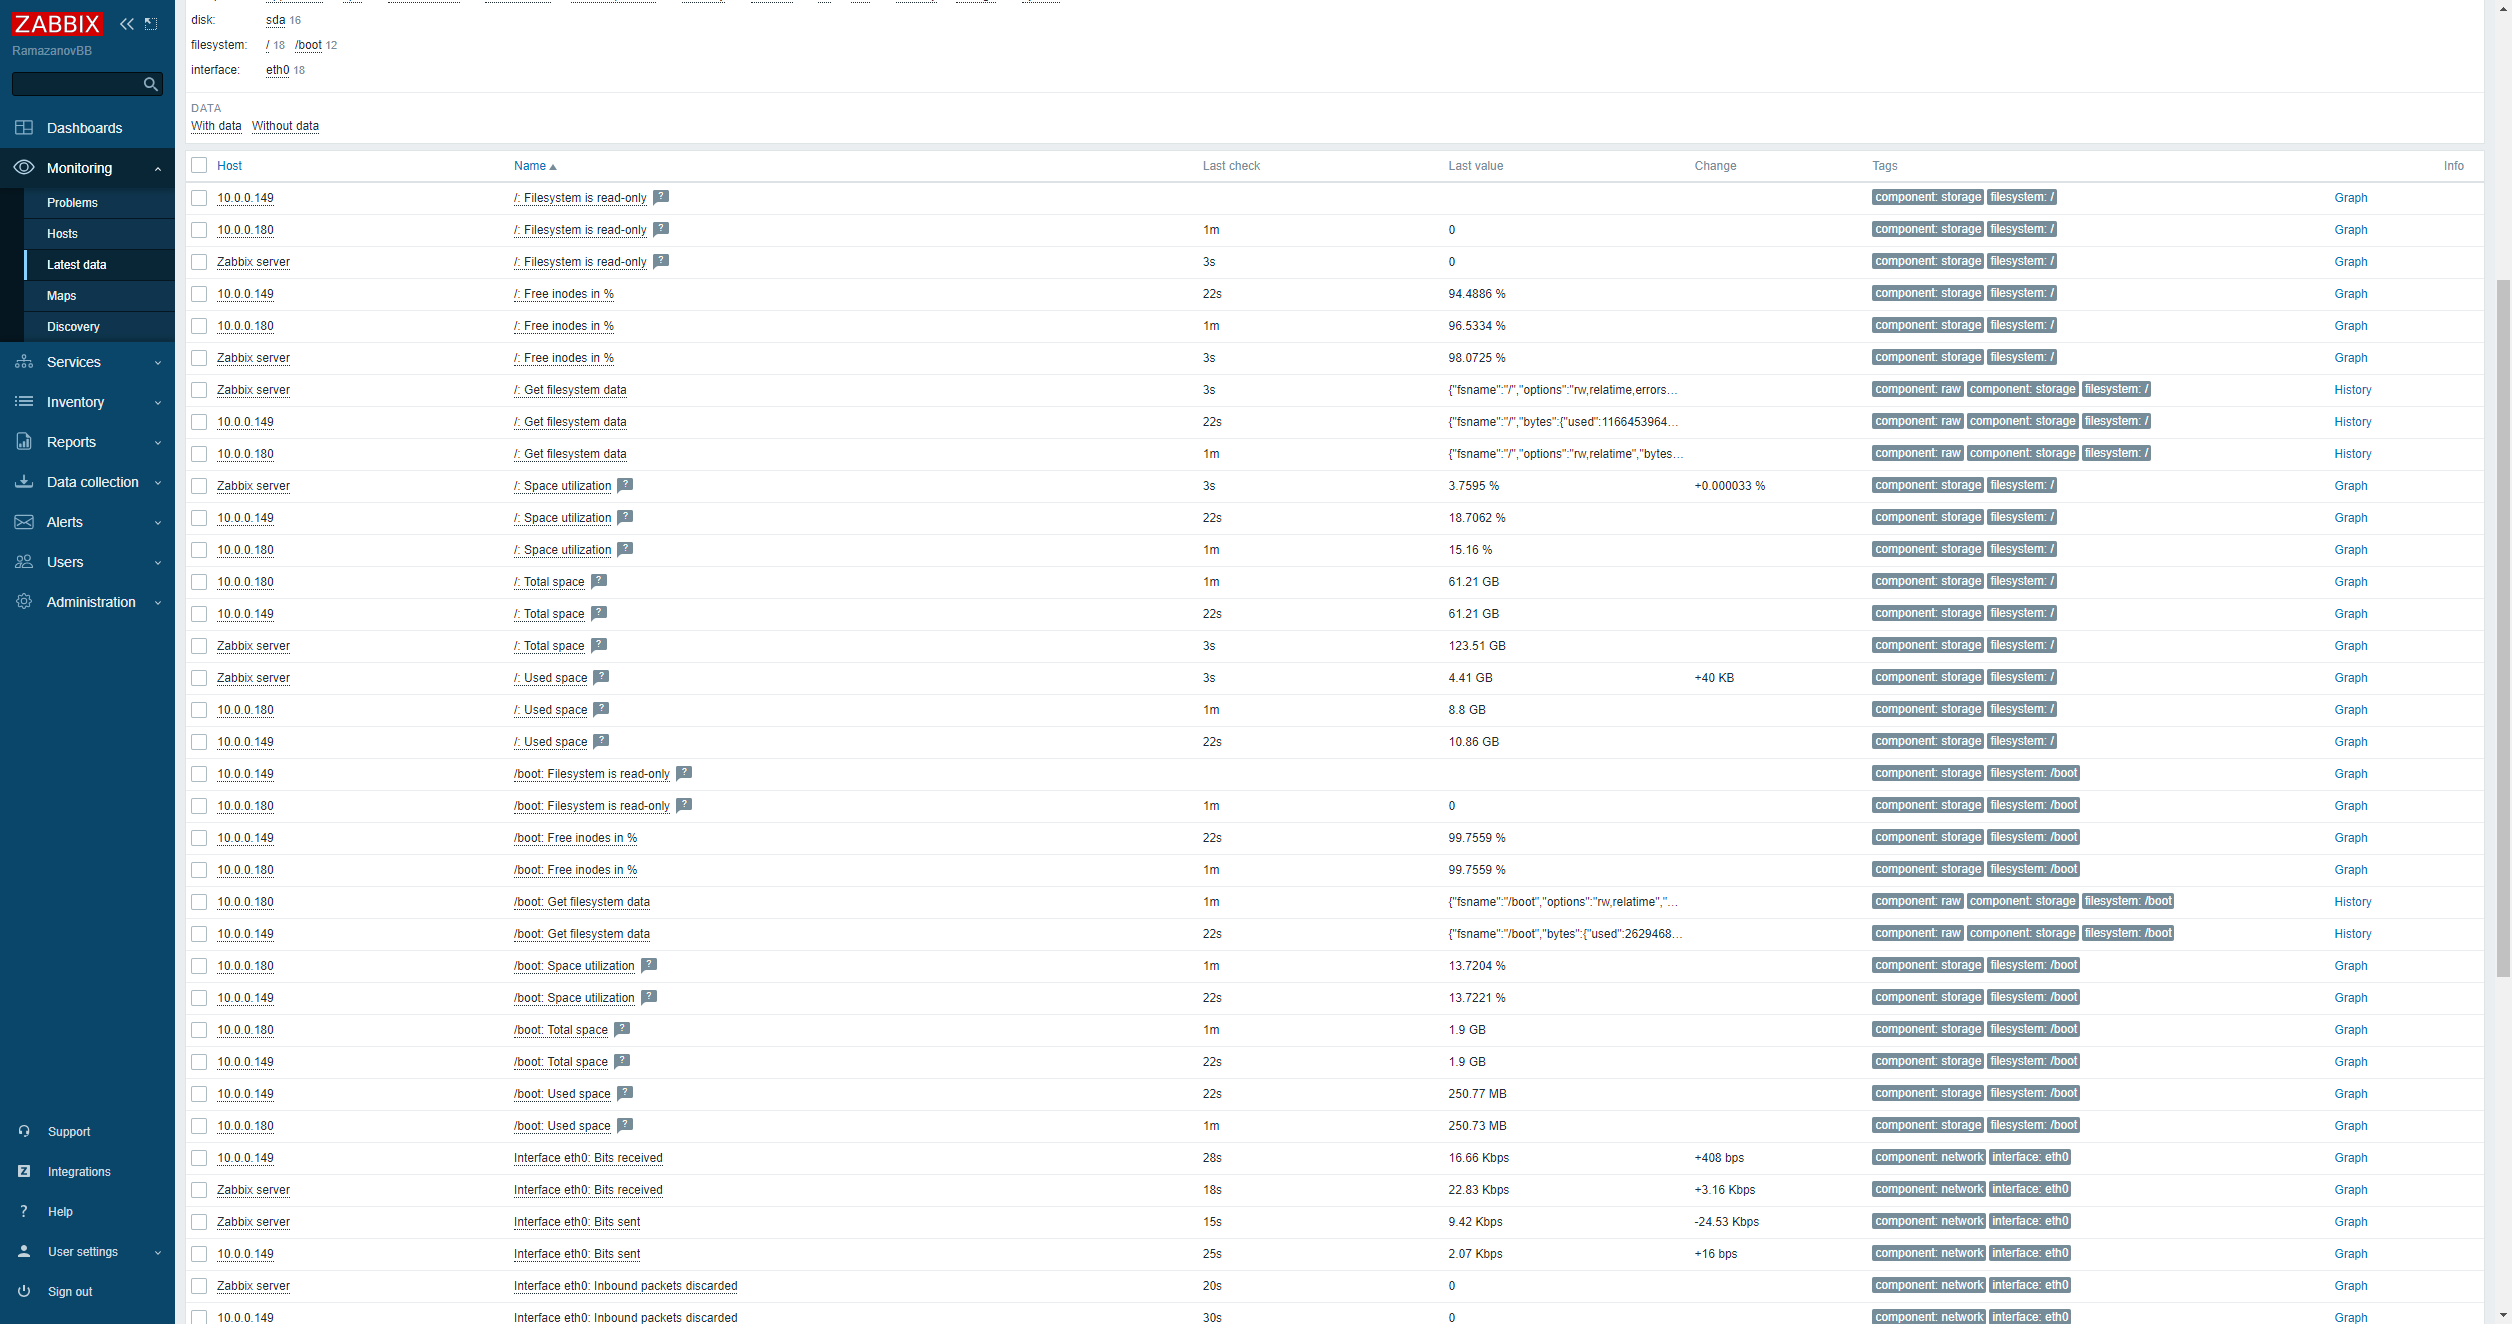 ZABBIX
RamazanovBB
Dashboards
Monitoring
Problems
Hosts
Latest data
Maps
Discovery
Services
Inventory
Reports
Data collection
Alerts
Users
Administration
Support
Integrations
Help
User settings
Sign out
disk: sda 16
filesystem: / 18 /boot 12
interface: eth0 18
DATA
With data Without data
Host Name Last check Last value Change Tags Info
10.0.0.149 /: Filesystem is read-only ? component: storage filesystem: / Graph
10.0.0.180 /: Filesystem is read-only ? 1m 0 component: storage filesystem: / Graph
Zabbix server /: Filesystem is read-only ? 3s 0 component: storage filesystem: / Graph
10.0.0.149 /: Free inodes in % 22s 94.4886 % component: storage filesystem: / Graph
10.0.0.180 /: Free inodes in % 1m 96.5334 % component: storage filesystem: / Graph
Zabbix server /: Free inodes in % 3s 98.0725 % component: storage filesystem: / Graph
Zabbix server /: Get filesystem data 3s {"fsname":"/","options":"rw,relatime,errors... component: raw component: storage filesystem: / History
10.0.0.149 /: Get filesystem data 22s {"fsname":"/","bytes":{"used":1166453964... component: raw component: storage filesystem: / History
10.0.0.180 /: Get filesystem data 1m {"fsname":"/","options":"rw,relatime","bytes... component: raw component: storage filesystem: / History
Zabbix server /: Space utilization ? 3s 3.7595 % +0.000033 % component: storage filesystem: / Graph
10.0.0.149 /: Space utilization ? 22s 18.7062 % component: storage filesystem: / Graph
10.0.0.180 /: Space utilization ? 1m 15.16 % component: storage filesystem: / Graph
10.0.0.180 /: Total space ? 1m 61.21 GB component: storage filesystem: / Graph
10.0.0.149 /: Total space ? 22s 61.21 GB component: storage filesystem: / Graph
Zabbix server /: Total space ? 3s 123.51 GB component: storage filesystem: / Graph
Zabbix server /: Used space ? 3s 4.41 GB +40 KB component: storage filesystem: / Graph
10.0.0.180 /: Used space ? 1m 8.8 GB component: storage filesystem: / Graph
10.0.0.149 /: Used space ? 22s 10.86 GB component: storage filesystem: / Graph
10.0.0.149 /boot: Filesystem is read-only ? component: storage filesystem: /boot Graph
10.0.0.180 /boot: Filesystem is read-only ? 1m 0 component: storage filesystem: /boot Graph
10.0.0.149 /boot: Free inodes in % 22s 99.7559 % component: storage filesystem: /boot Graph
10.0.0.180 /boot: Free inodes in % 1m 99.7559 % component: storage filesystem: /boot Graph
10.0.0.180 /boot: Get filesystem data 1m {"fsname":"/boot","options":"rw,relatime","... component: raw component: storage filesystem: /boot History
10.0.0.149 /boot: Get filesystem data 22s {"fsname":"/boot","bytes":{"used":2629468... component: raw component: storage filesystem: /boot History
10.0.0.180 /boot: Space utilization ? 1m 13.7204 % component: storage filesystem: /boot Graph
10.0.0.149 /boot: Space utilization ? 22s 13.7221 % component: storage filesystem: /boot Graph
10.0.0.180 /boot: Total space ? 1m 1.9 GB component: storage filesystem: /boot Graph
10.0.0.149 /boot: Total space ? 22s 1.9 GB component: storage filesystem: /boot Graph
10.0.0.149 /boot: Used space ? 22s 250.77 MB component: storage filesystem: /boot Graph
10.0.0.180 /boot: Used space ? 1m 250.73 MB component: storage filesystem: /boot Graph
10.0.0.149 Interface eth0: Bits received 28s 16.66 Kbps +408 bps component: network interface: eth0 Graph
Zabbix server Interface eth0: Bits received 18s 22.83 Kbps +3.16 Kbps component: network interface: eth0 Graph
Zabbix server Interface eth0: Bits sent 15s 9.42 Kbps -24.53 Kbps component: network interface: eth0 Graph
10.0.0.149 Interface eth0: Bits sent 25s 2.07 Kbps +16 bps component: network interface: eth0 Graph
Zabbix server Interface eth0: Inbound packets discarded 20s 0 component: network interface: eth0 Graph
10.0.0.149 Interface eth0: Inbound packets discarded 30s 0 component: network interface: eth0 Graph